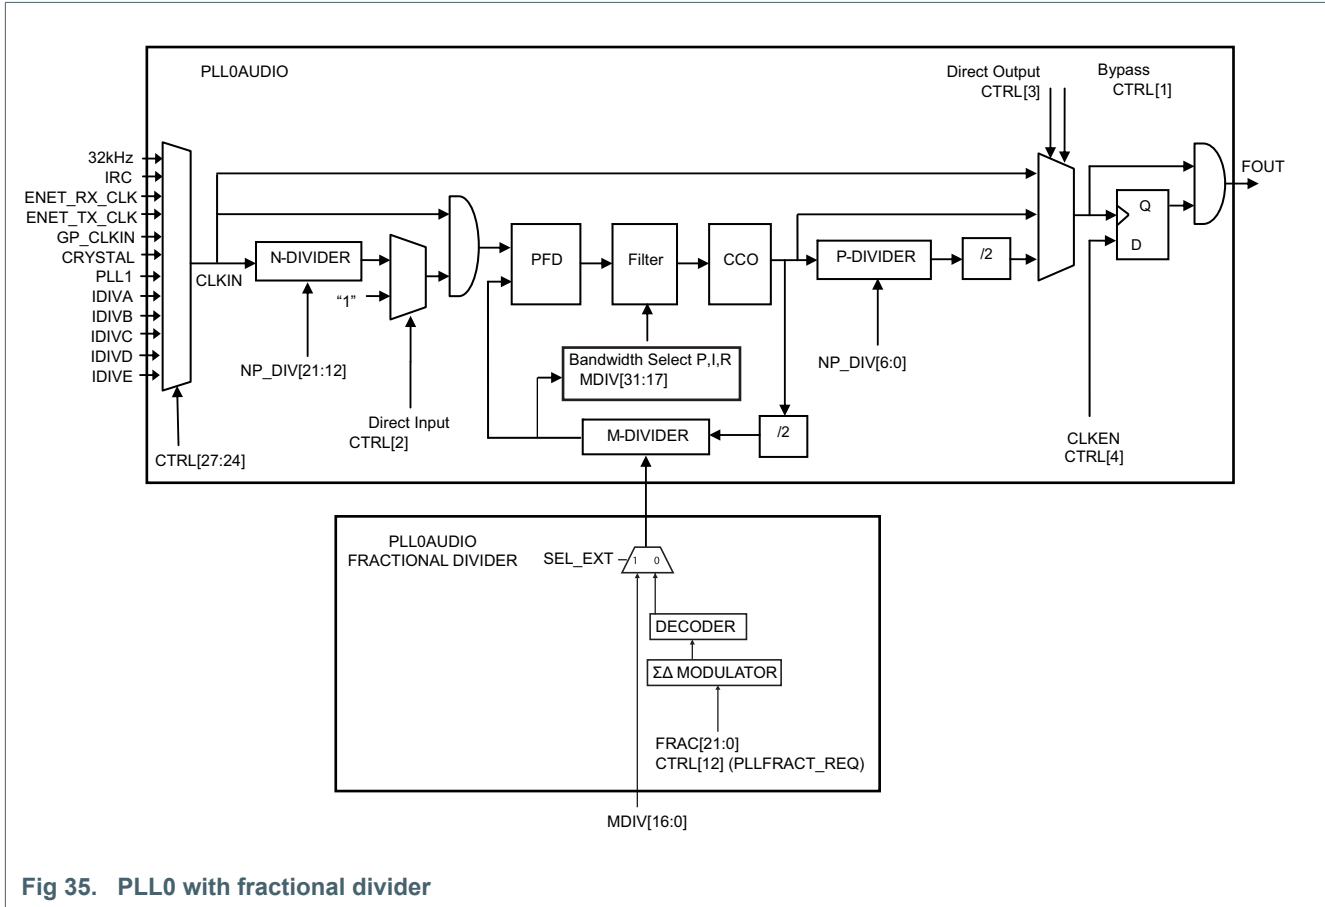 PLL0AUDIO
Direct Output
CTRL[3]
Bypass
CTRL[1]
32kHz
IRC
ENET_RX_CLK
ENET_TX_CLK
GP_CLKIN
CRYSTAL
PLL1
IDIVA
IDIVB
IDIVC
IDIVD
IDIVE
CLKIN
N-DIVIDER
“1”
NP_DIV[21:12]
Direct Input
CTRL[2]
CTRL[27:24]
PFD
Filter
CCO
P-DIVIDER
/2
NP_DIV[6:0]
Bandwidth Select P,I,R
MDIV[31:17]
M-DIVIDER
/2
Q
D
FOUT
CLKEN
CTRL[4]
PLL0AUDIO
FRACTIONAL DIVIDER
SEL_EXT
1 0
DECODER
ΣΔ MODULATOR
FRAC[21:0]
CTRL[12] (PLLFRACT_REQ)
MDIV[16:0]
Fig 35. PLL0 with fractional divider